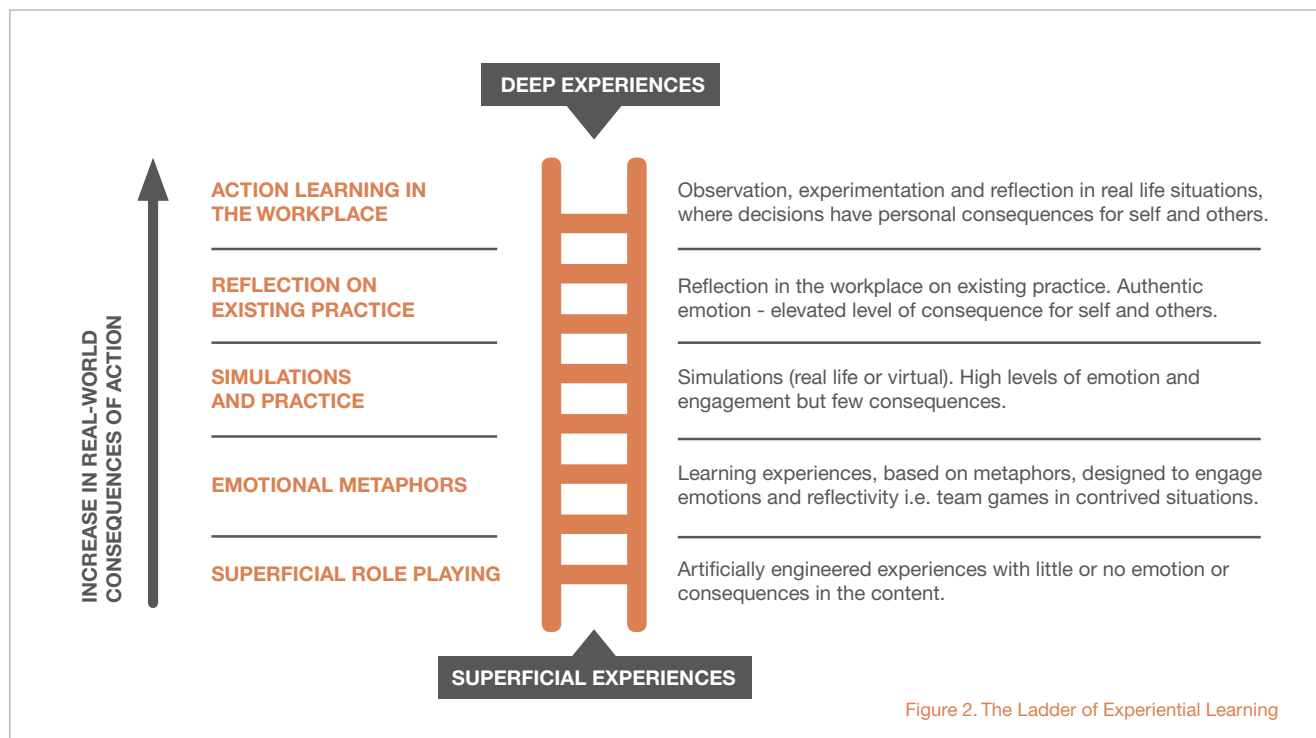 DEEP EXPERIENCES
INCREASE IN REAL-WORLD
CONSEQUENCES OF ACTION
ACTION LEARNING IN
THE WORKPLACE
Observation, experimentation and reflection in real life situations,
where decisions have personal consequences for self and others.
REFLECTION ON
EXISTING PRACTICE
Reflection in the workplace on existing practice. Authentic
emotion - elevated level of consequence for self and others.
SIMULATIONS
AND PRACTICE
Simulations (real life or virtual). High levels of emotion and
engagement but few consequences.
EMOTIONAL METAPHORS
Learning experiences, based on metaphors, designed to engage
emotions and reflectivity i.e. team games in contrived situations.
SUPERFICIAL ROLE PLAYING
Artificially engineered experiences with little or no emotion or
consequences in the content.
SUPERFICIAL EXPERIENCES
Figure 2. The Ladder of Experiential Learning